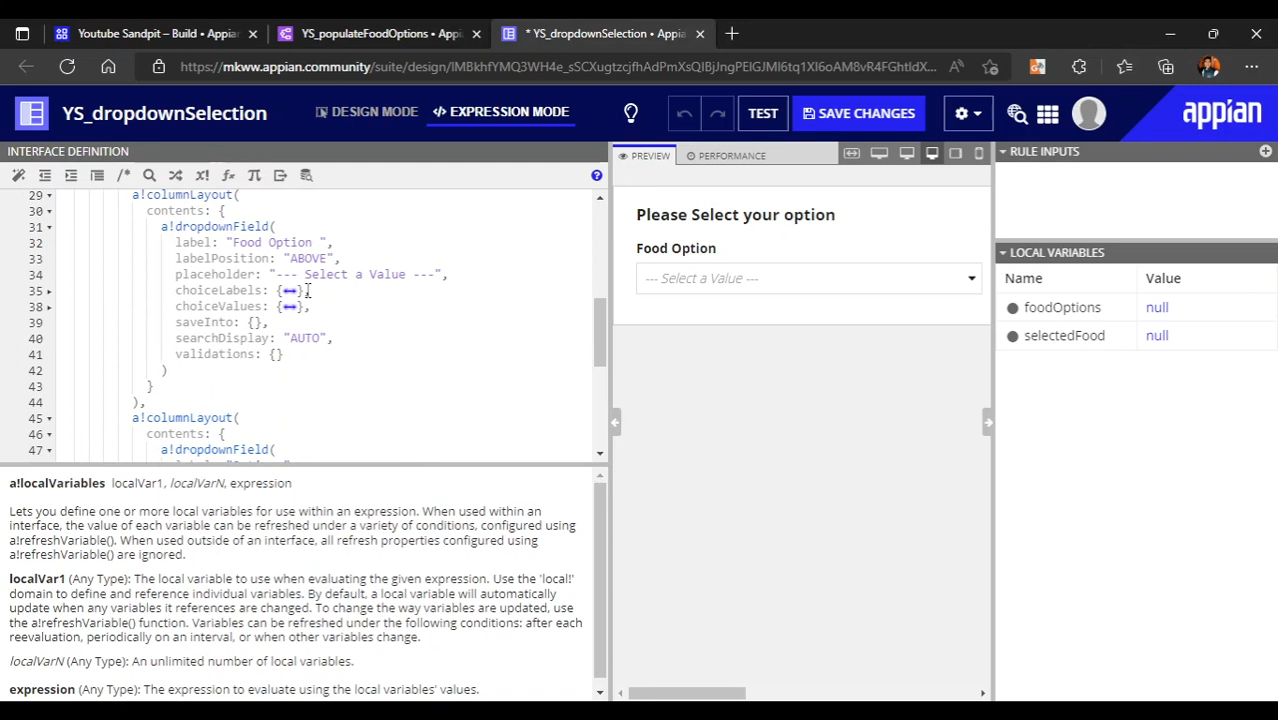 Youtube Sandpit – Build • Appian
YS_populateFoodOptions • Appi
* YS_dropdownSelection • Appia
https://mkww.appian.community/suite/design/
YS_dropdownSelection
DESIGN MODE
EXPRESSION MODE
TEST
SAVE CHANGES
appian
INTERFACE DEFINITION
PREVIEW
PERFORMANCE
RULE INPUTS
29 a!columnLayout(
30 contents: {
31 a!dropdownField(
32 label: "Food Option ",
33 labelPosition: "ABOVE",
34 placeholder: "--- Select a Value ---",
35 choiceLabels: {},
38 choiceValues: {},
39 saveInto: {},
40 searchDisplay: "AUTO",
41 validations: {}
42 )
43 }
44 ),
45 a!columnLayout(
46 contents: {
47 a!dropdownField(
Please Select your option
Food Option
--- Select a Value ---
LOCAL VARIABLES
Name Value
foodOptions null
selectedFood null
a!localVariables localVar1, localVarN, expression
Lets you define one or more local variables for use within an expression. When used within an
interface, the value of each variable can be refreshed under a variety of conditions, configured using
a!refreshVariable(). When used outside of an interface, all refresh properties configured using
a!refreshVariable() are ignored.
localVar1 (Any Type): The local variable to use when evaluating the given expression. Use the 'local!'
domain to define and reference individual variables. By default, a local variable will automatically
update when any variables it references are changed. To change the way variables are updated, use
the a!refreshVariable() function. Variables can be refreshed under the following conditions: after each
reevaluation, periodically on an interval, or when other variables change.
localVarN (Any Type): An unlimited number of local variables.
expression (Any Type): The expression to evaluate using the local variables' values.